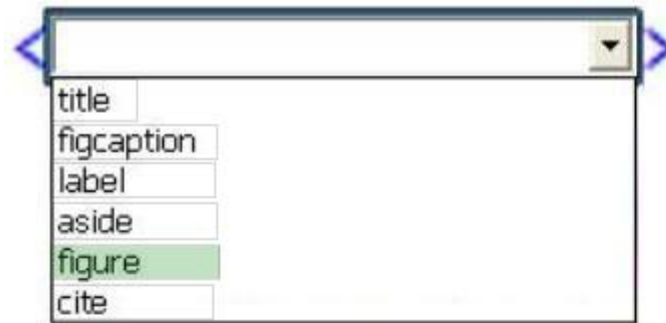 < >
title
figcaption
label
aside
figure
cite